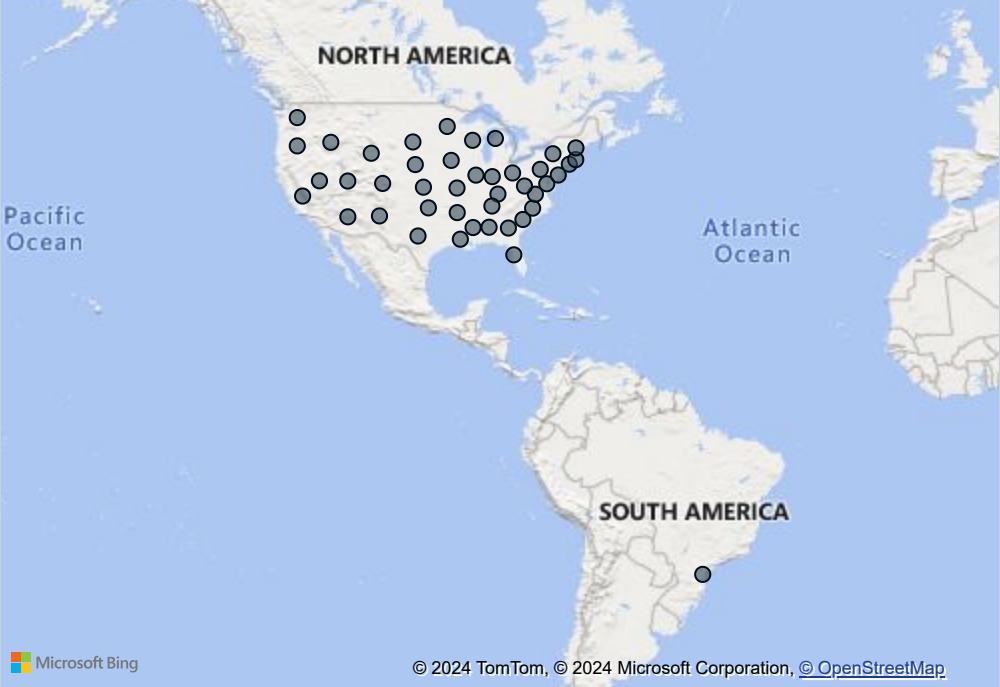 NORTH AMERICA
Pacific
Ocean
Atlantic
Ocean
SOUTH AMERICA
Microsoft Bing
© 2024 TomTom, © 2024 Microsoft Corporation, © OpenStreetMap